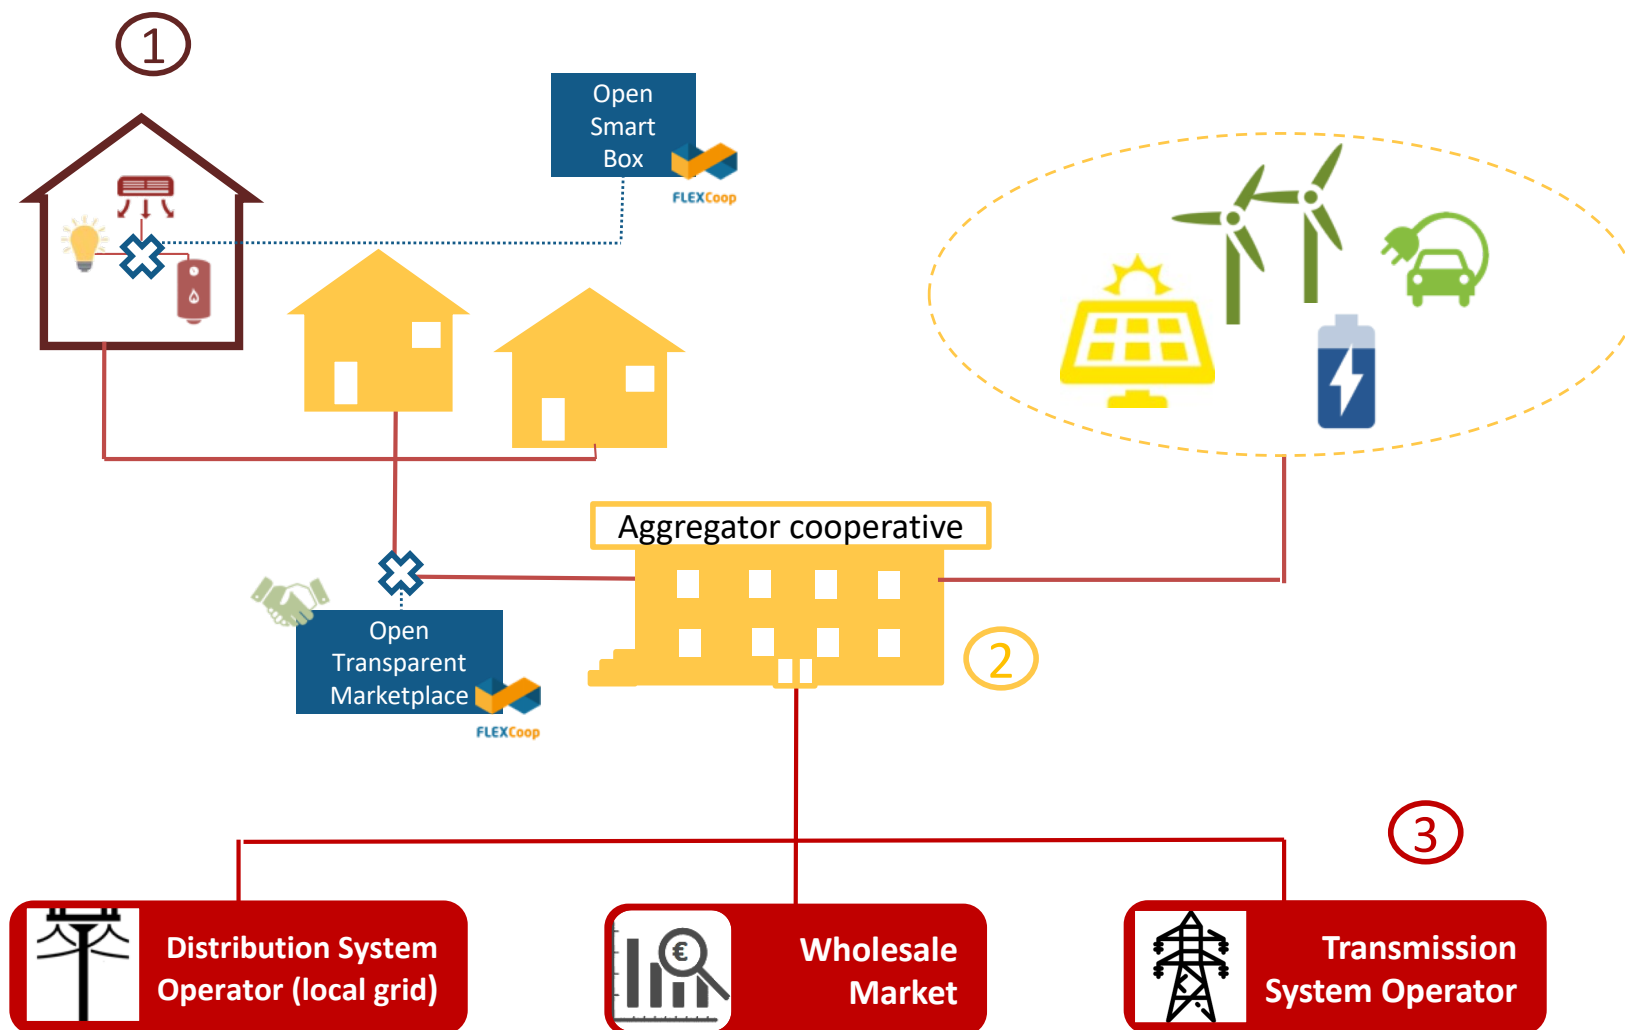 1
Open
Smart
Box
FLEXCoop
Aggregator cooperative
Open
Transparent
Marketplace
FLEXCoop
2
3
Distribution System
Operator (local grid)
€
Wholesale
Market
Transmission
System Operator